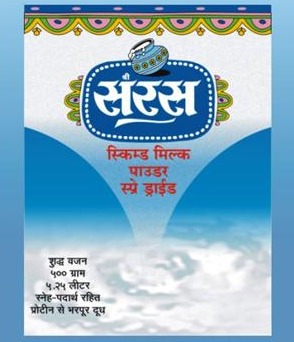 श्री
सरस
स्किम्ड मिल्क
पाउडर
स्प्रे ड्राईड
शुद्ध वजन
५०० ग्राम
५.२५ लीटर
स्नेह-पदार्थ रहित
प्रोटीन से भरपूर दूध